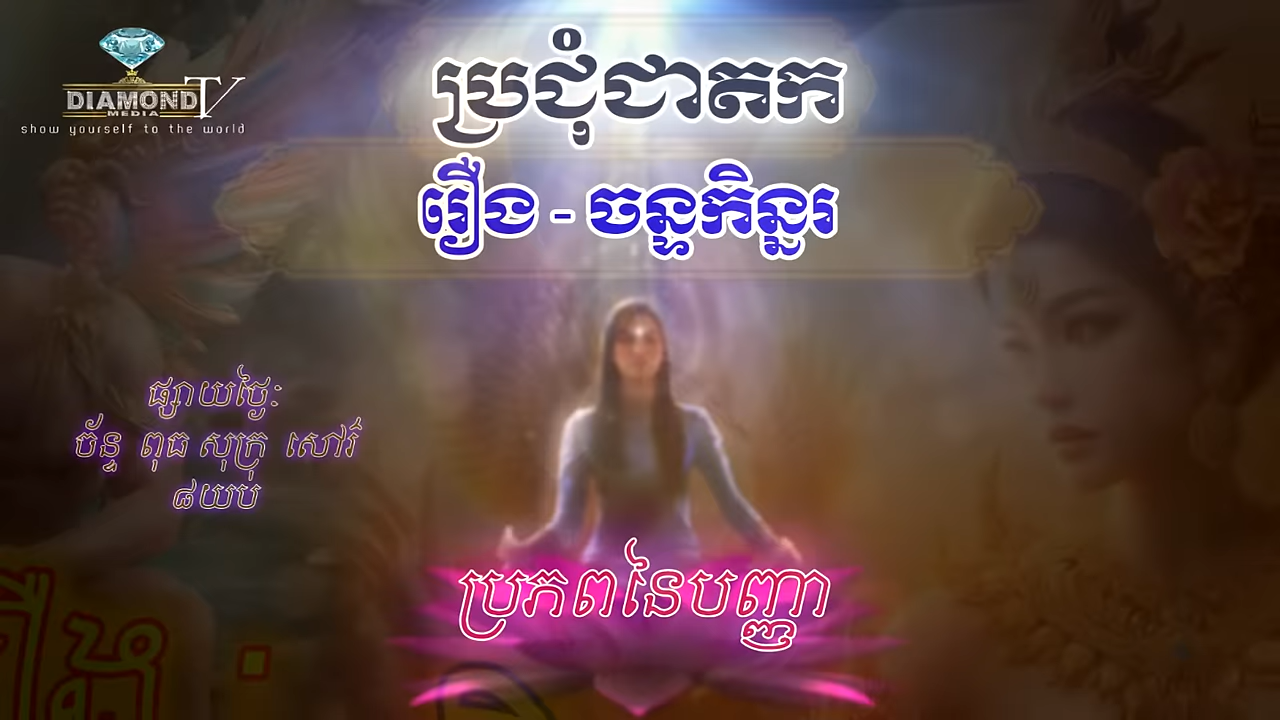 DIAMOND TV
MEDIA
show yourself to the world
ប្រជុំជាតក
រឿង - ចន្ទកិន្នរ
ផ្សាយថ្ងៃ:
ច័ន្ទ ពុធ សុក្រ សៅរ៍
៨យប់
ប្រភពនៃបញ្ញា
រឿង :